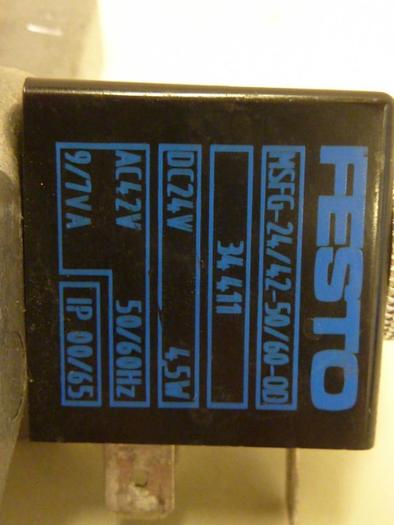 FESTO
MSFG-24/42-50/60-OD
34 411
DC24V 4.5W
AC42V 50/60Hz
9/7VA IP 00/65